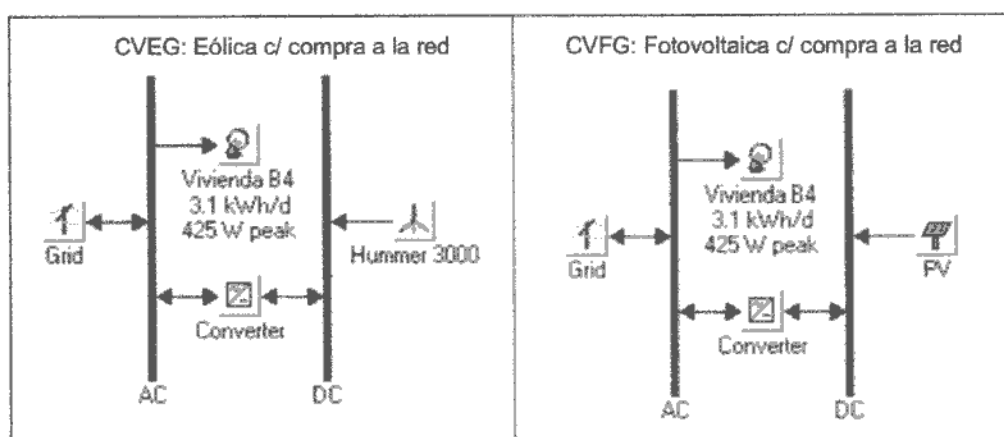 CVEG: Eólica c/ compra a la red
Vivienda B4
3.1 kWh/d
425 W peak
Grid
Hummer 3000
Converter
AC
DC
CVFG: Fotovoltaica c/ compra a la red
Vivienda B4
3.1 kWh/d
425 W peak
Grid
PV
Converter
AC
DC